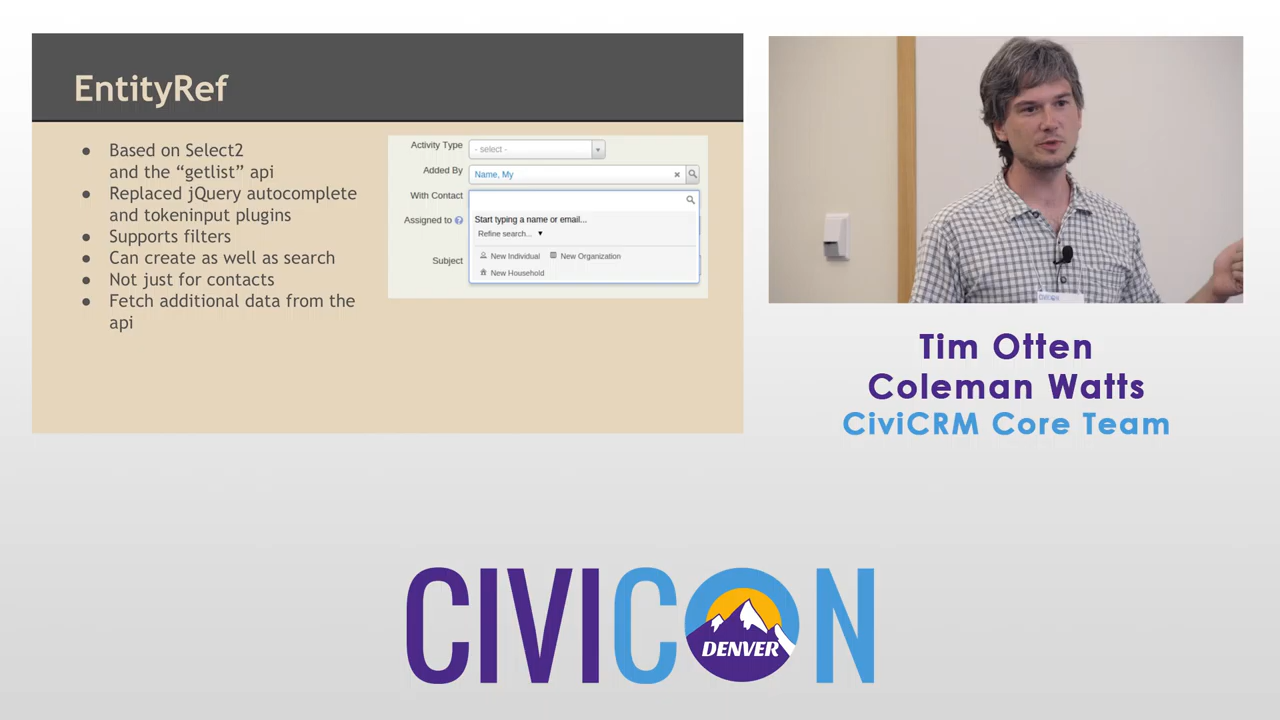 EntityRef
● Based on Select2
and the “getlist” api
● Replaced jQuery autocomplete
and tokeninput plugins
● Supports filters
● Can create as well as search
● Not just for contacts
● Fetch additional data from the
api
Activity Type
- select -
Added By
Name, My
With Contact
Start typing a name or email...
Refine search...
Assigned to
New Individual
New Organization
Subject
New Household
Tim Otten
Coleman Watts
CiviCRM Core Team
CIVICON
DENVER